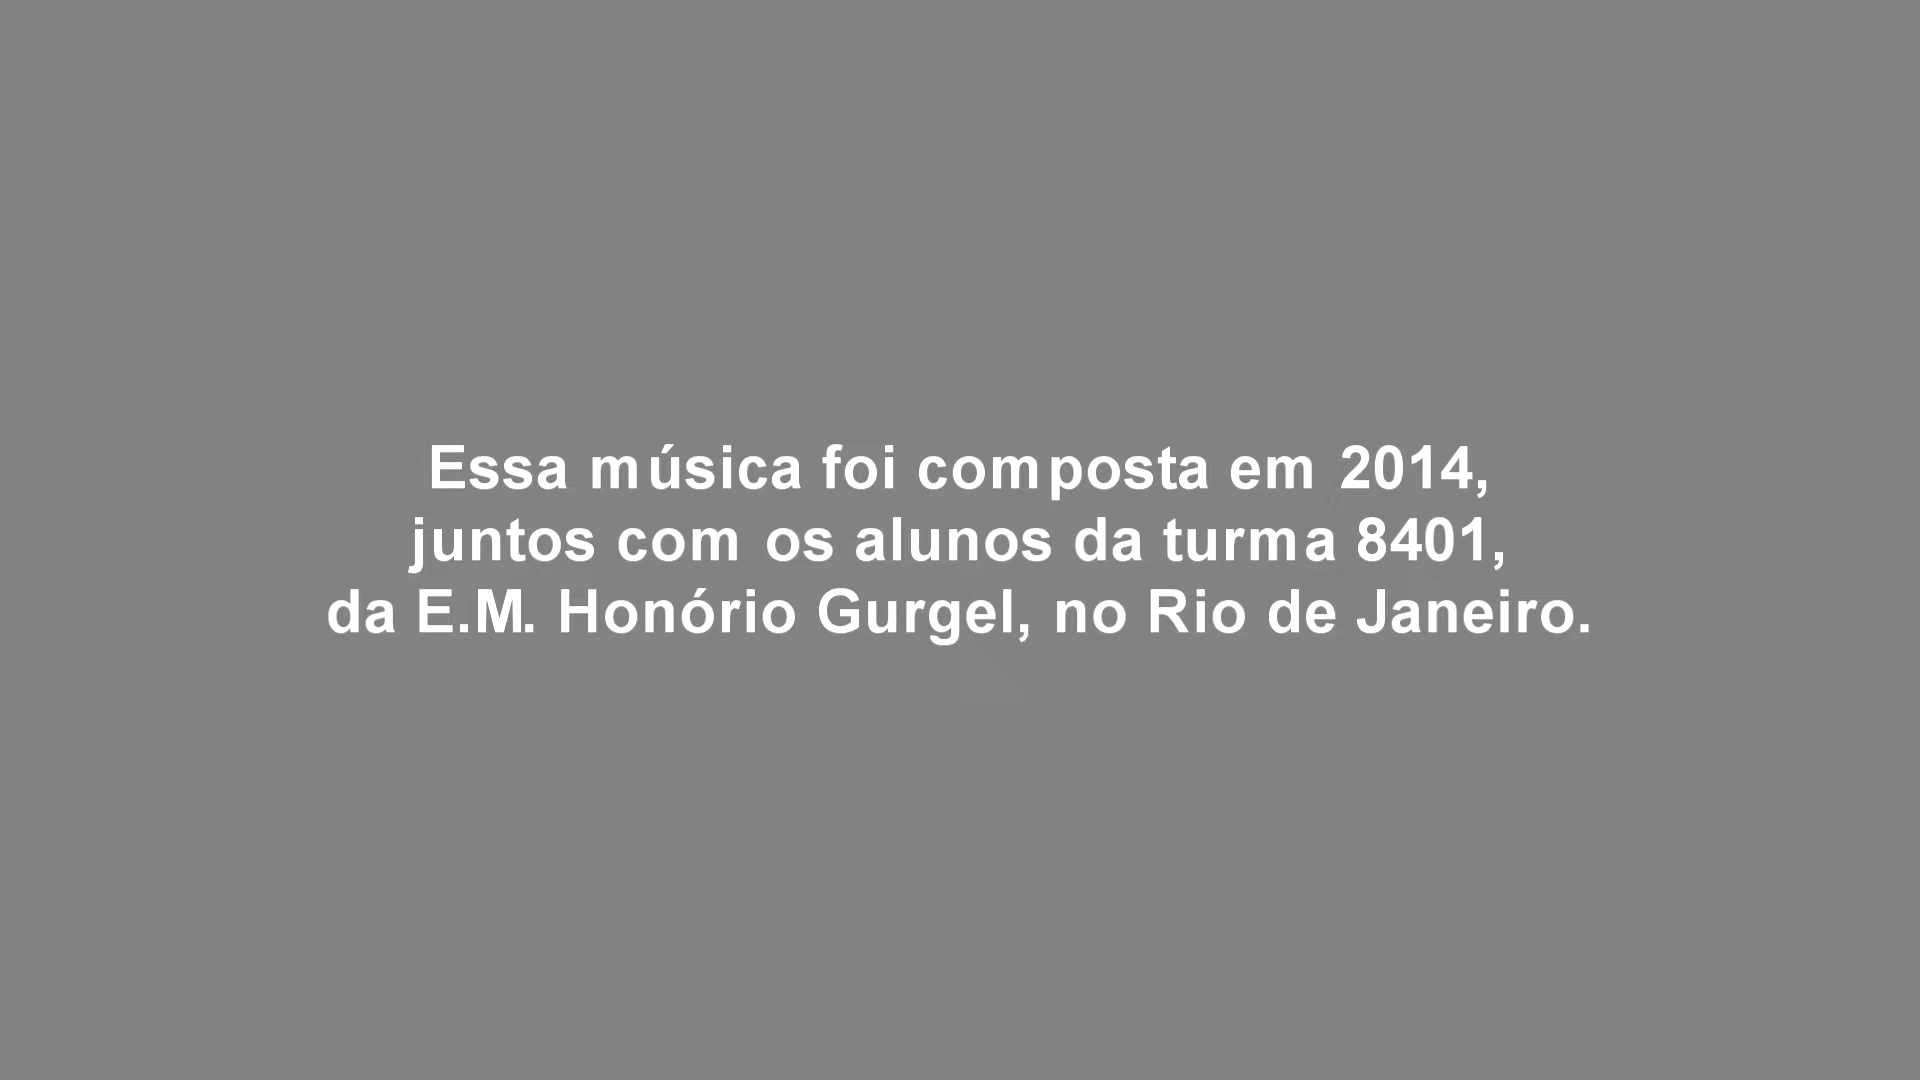 Essa música foi composta em 2014,
juntos com os alunos da turma 8401,
da E.M. Honório Gurgel, no Rio de Janeiro.